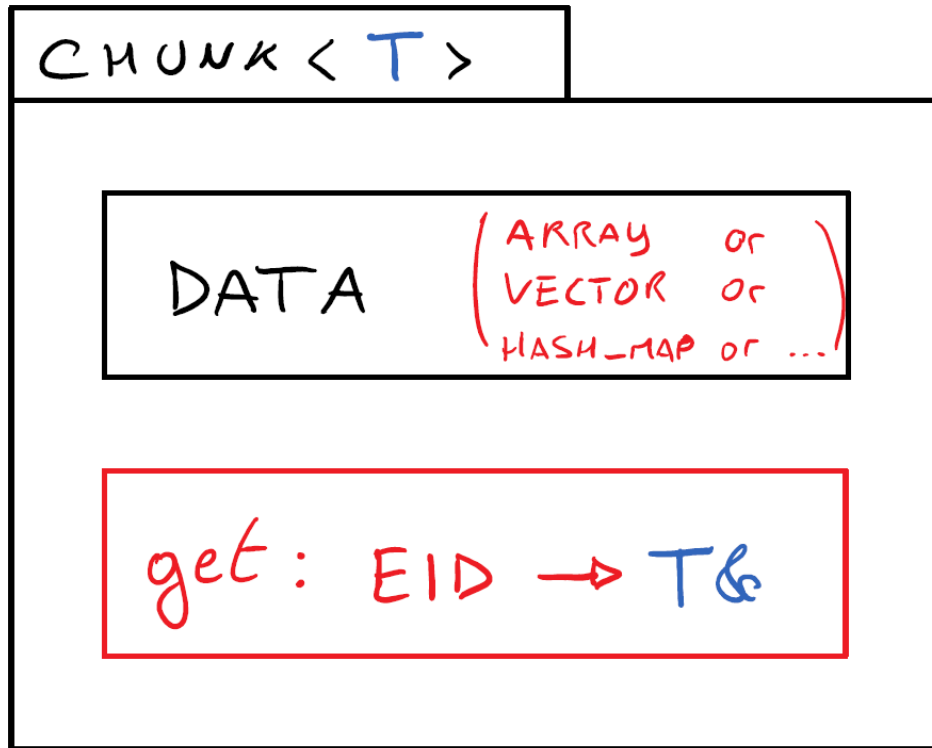 CHUNK < T >
DATA
( ARRAY or
VECTOR or
HASH_MAP or ... )
get: EID → T&